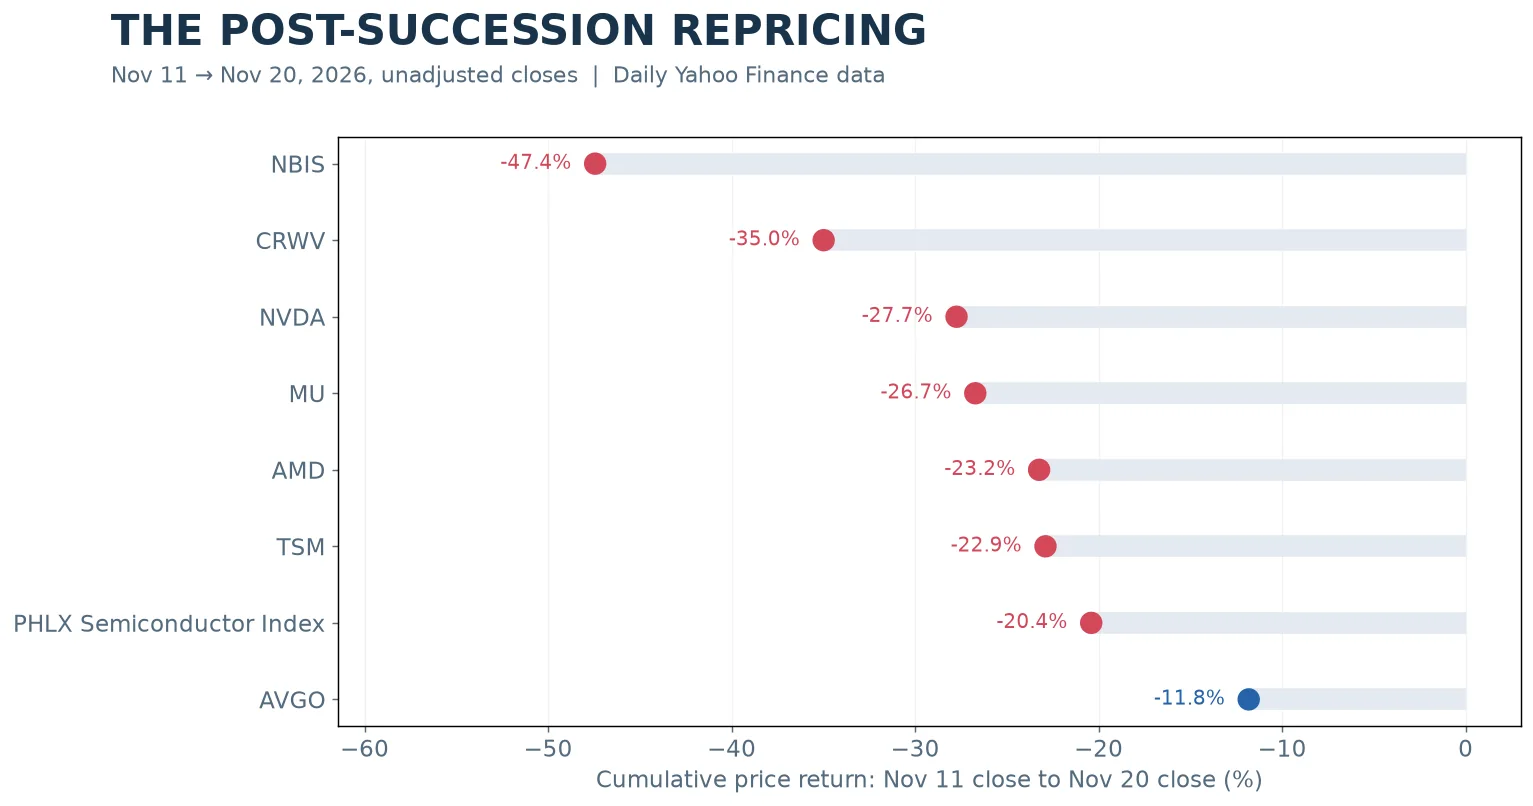 THE POST-SUCCESSION REPRICING
Nov 11 → Nov 20, 2026, unadjusted closes | Daily Yahoo Finance data
NBIS -47.4%
CRWV -35.0%
NVDA -27.7%
MU -26.7%
AMD -23.2%
TSM -22.9%
PHLX Semiconductor Index -20.4%
AVGO -11.8%
−60 −50 −40 −30 −20 −10 0
Cumulative price return: Nov 11 close to Nov 20 close (%)